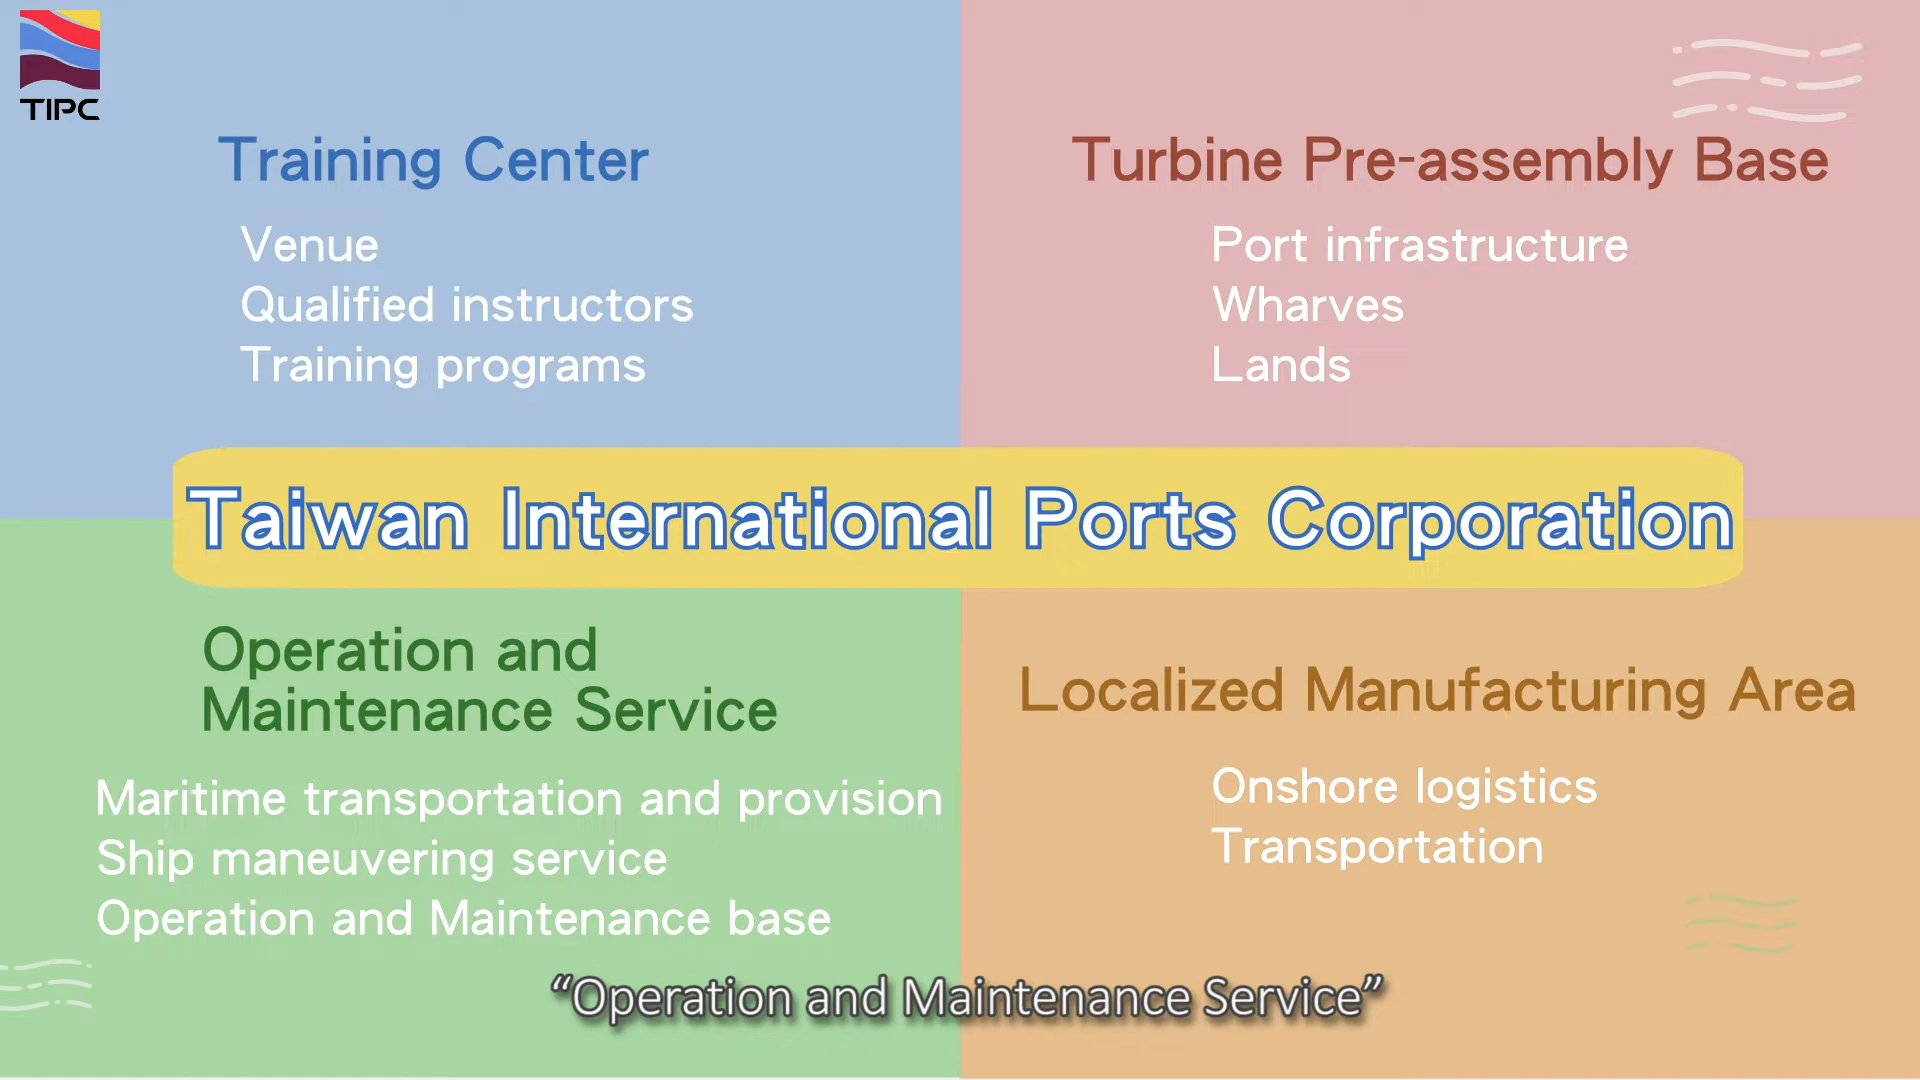 TIPC
Training Center
Venue
Qualified instructors
Training programs
Turbine Pre-assembly Base
Port infrastructure
Wharves
Lands
Taiwan International Ports Corporation
Operation and
Maintenance Service
Maritime transportation and provision
Ship maneuvering service
Operation and Maintenance base
Localized Manufacturing Area
Onshore logistics
Transportation
“Operation and Maintenance Service”